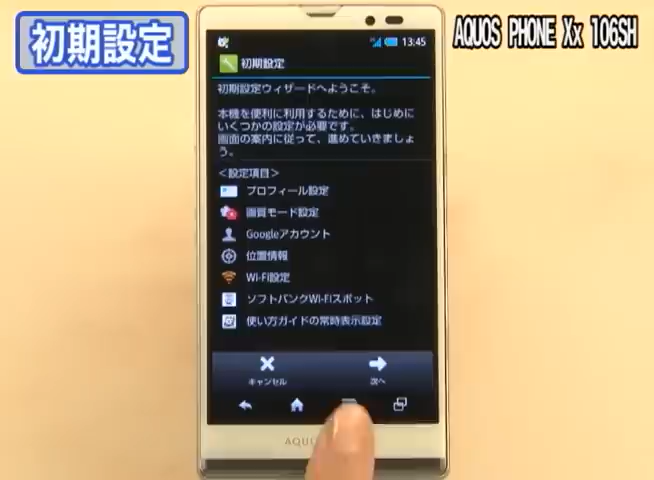 初期設定
AQUOS PHONE Xx 106SH
13:45
初期設定
初期設定ウィザードへようこそ。
本機を便利に利用するために、はじめに
いくつかの設定が必要です。
画面の案内に従って、進めていきましょ
う。
<設定項目>
プロフィール設定
画質モード設定
Googleアカウント
位置情報
Wi-Fi設定
ソフトバンクWi-Fiスポット
使い方ガイドの常時表示設定
キャンセル
次へ